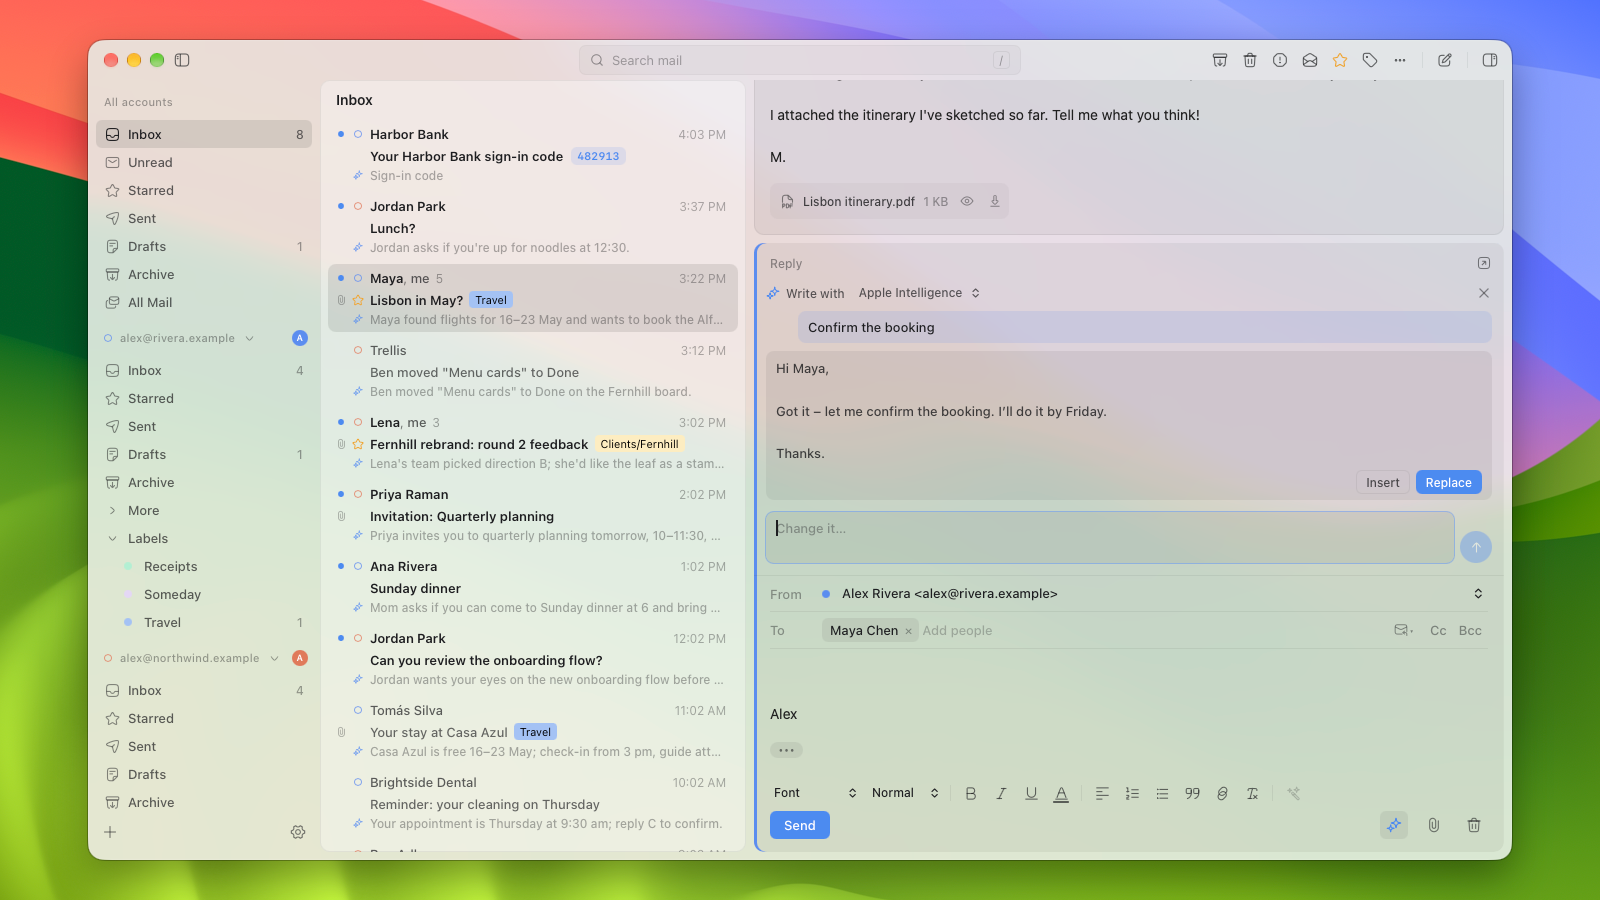 Search mail
/
All accounts
Inbox 8
Unread
Starred
Sent
Drafts 1
Archive
All Mail
alex@rivera.example A
Inbox 4
Starred
Sent
Drafts 1
Archive
More
Labels
Receipts
Someday
Travel 1
alex@northwind.example A
Inbox 4
Starred
Sent
Drafts
Archive
Inbox
Harbor Bank 4:03 PM
Your Harbor Bank sign-in code 482913
Sign-in code
Jordan Park 3:37 PM
Lunch?
Jordan asks if you're up for noodles at 12:30.
Maya, me 5 3:22 PM
Lisbon in May? Travel
Maya found flights for 16–23 May and wants to book the Alf...
Trellis 3:12 PM
Ben moved "Menu cards" to Done
Ben moved "Menu cards" to Done on the Fernhill board.
Lena, me 3 3:02 PM
Fernhill rebrand: round 2 feedback Clients/Fernhill
Lena's team picked direction B; she'd like the leaf as a stam...
Priya Raman 2:02 PM
Invitation: Quarterly planning
Priya invites you to quarterly planning tomorrow, 10–11:30, ...
Ana Rivera 1:02 PM
Sunday dinner
Mom asks if you can come to Sunday dinner at 6 and bring ...
Jordan Park 12:02 PM
Can you review the onboarding flow?
Jordan wants your eyes on the new onboarding flow before ...
Tomás Silva 11:02 AM
Your stay at Casa Azul Travel
Casa Azul is free 16–23 May; check-in from 3 pm, guide att...
Brightside Dental 10:02 AM
Reminder: your cleaning on Thursday
Your appointment is Thursday at 9:30 am; reply C to confirm.
I attached the itinerary I've sketched so far. Tell me what you think!
M.
PDF Lisbon itinerary.pdf 1 KB
Reply
Write with Apple Intelligence
Confirm the booking
Hi Maya,
Got it – let me confirm the booking. I’ll do it by Friday.
Thanks.
Insert Replace
Change it...
From Alex Rivera <alex@rivera.example>
To Maya Chen × Add people Cc Bcc
Alex
Font Normal B I U A
Send